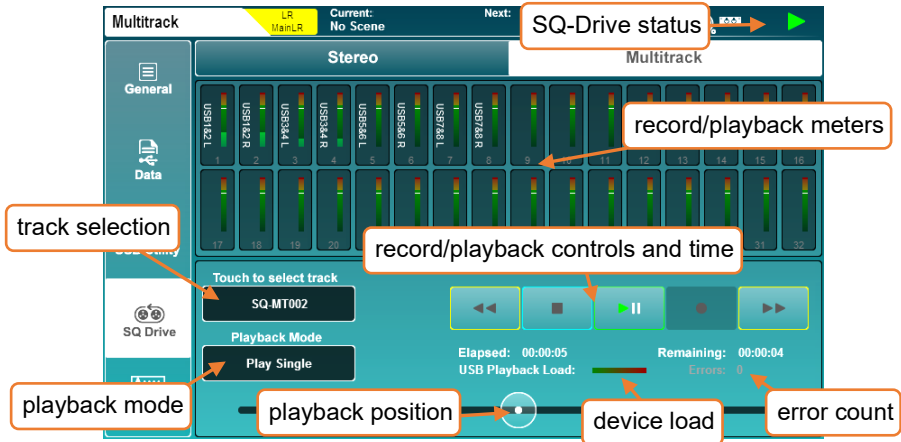 Multitrack
LR
MainLR
Current:
No Scene
Next:
SQ-Drive status
Stereo
Multitrack
General
Data
USB Utility
SQ Drive
USB1&2 L
USB1&2 R
USB3&4 L
USB3&4 R
USB5&6 L
USB5&6 R
USB7&8 L
USB7&8 R
1 2 3 4 5 6 7 8 9 10 11 12 13 14 15 16
record/playback meters
17 18 19 20 31 32
track selection
record/playback controls and time
Touch to select track
SQ-MT002
Playback Mode
Play Single
Elapsed: 00:00:05
Remaining: 00:00:04
USB Playback Load:
Errors: 0
playback mode
playback position
device load
error count